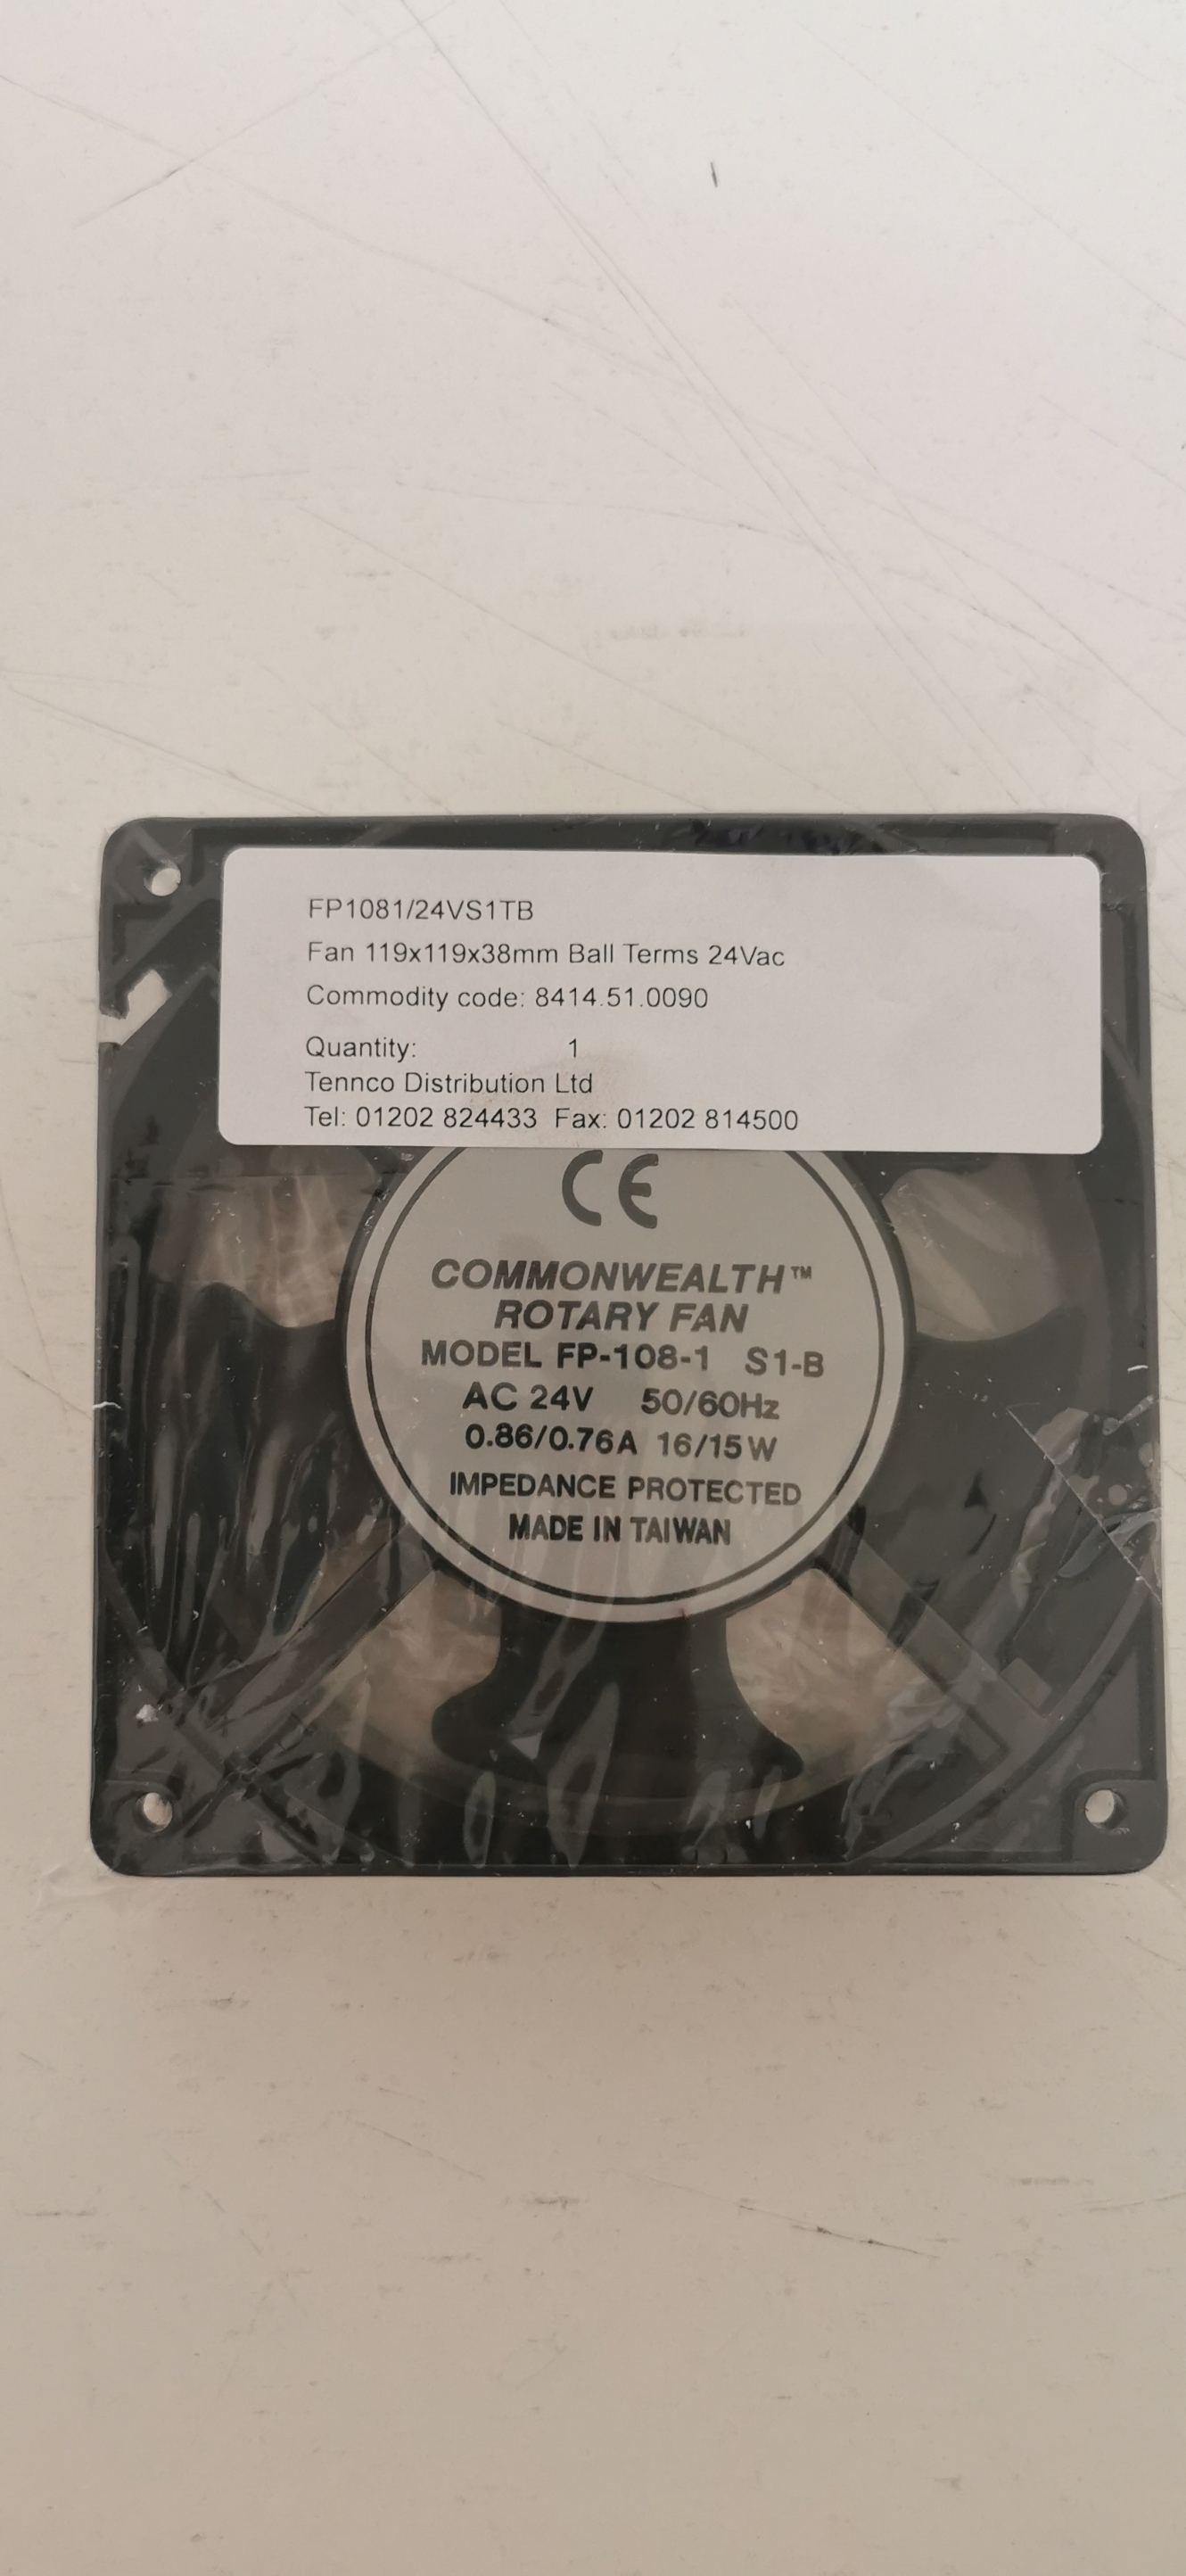 FP1081/24VS1TB
Fan 119x119x38mm Ball Terms 24Vac
Commodity code: 8414.51.0090
Quantity: 1
Tennco Distribution Ltd
Tel: 01202 824433 Fax: 01202 814500
CE
COMMONWEALTH™
ROTARY FAN
MODEL FP-108-1 S1-B
AC 24V 50/60Hz
0.86/0.76A 16/15W
IMPEDANCE PROTECTED
MADE IN TAIWAN